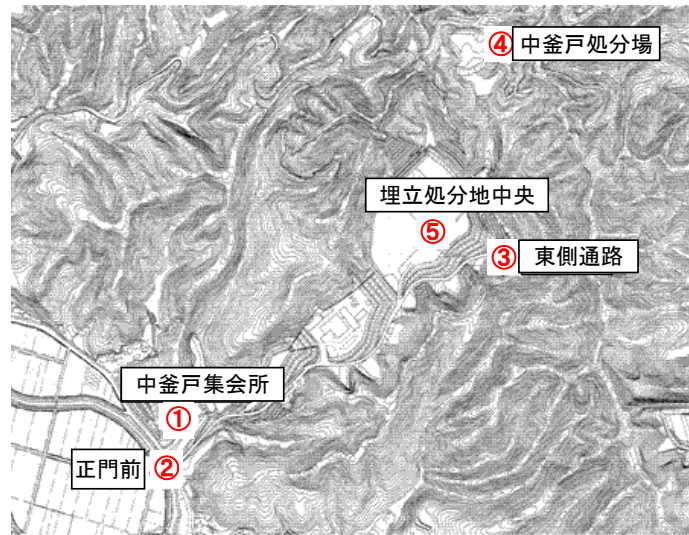 ④ 中釜戸処分場
埋立処分地中央
⑤
③ 東側通路
中釜戸集会所
①
正門前 ②